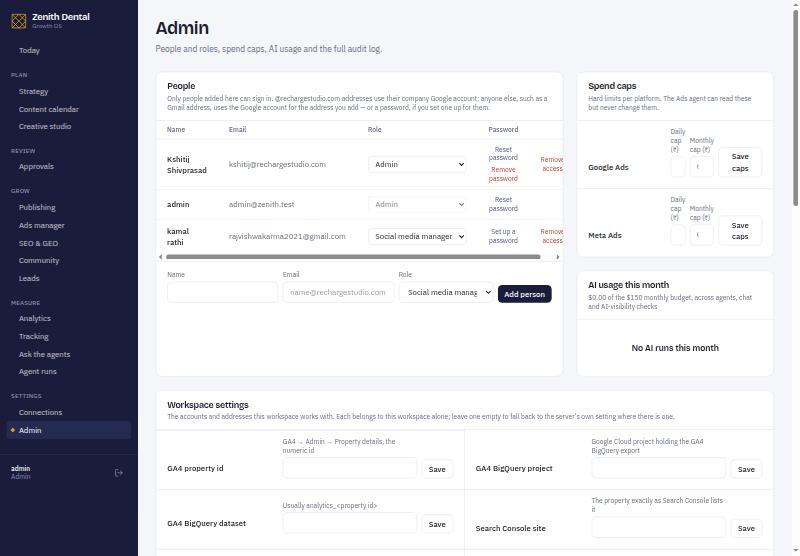 Zenith Dental
Growth OS
Today
PLAN
Strategy
Content calendar
Creative studio
REVIEW
Approvals
GROW
Publishing
Ads manager
SEO & GEO
Community
Leads
MEASURE
Analytics
Tracking
Ask the agents
Agent runs
SETTINGS
Connections
Admin
admin
Admin
Admin
People and roles, spend caps, AI usage and the full audit log.
People
Only people added here can sign in. @rechargestudio.com addresses use their company Google account; anyone else, such as a
Gmail address, uses the Google account for the address you add — or a password, if you set one up for them.
Name Email Role Password
Kshitij
Shivprasad
kshitij@rechargestudio.com
Admin
Reset
password
Remove
password
Remove
access
admin
admin@zenith.test
Admin
Reset
password
kamal
rathi
rajvishwakarma2021@gmail.com
Social media manager
Set up a
password
Remove
access
Name Email Role
name@rechargestudio.com
Social media manag
Add person
Spend caps
Hard limits per platform. The Ads agent can read these
but never change them.
Google Ads
Daily
cap
(₹)
Monthly
cap (₹)
Save
caps
Meta Ads
Daily
cap
(₹)
Monthly
cap (₹)
Save
caps
AI usage this month
$0.00 of the $150 monthly budget, across agents, chat
and AI-visibility checks
No AI runs this month
Workspace settings
The accounts and addresses this workspace works with. Each belongs to this workspace alone; leave one empty to fall back to the server's own setting where there is one.
GA4 property id
GA4 → Admin → Property details, the
numeric id
Save
GA4 BigQuery project
Google Cloud project holding the GA4
BigQuery export
Save
GA4 BigQuery dataset
Usually analytics_<property id>
Save
Search Console site
The property exactly as Search Console lists
it
Save